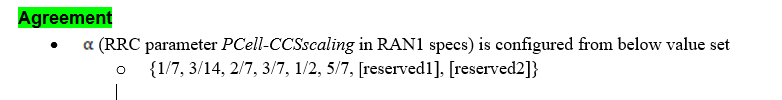 Agreement
• α (RRC parameter PCell-CCSscaling in RAN1 specs) is configured from below value set
o {1/7, 3/14, 2/7, 3/7, 1/2, 5/7, [reserved1], [reserved2]}